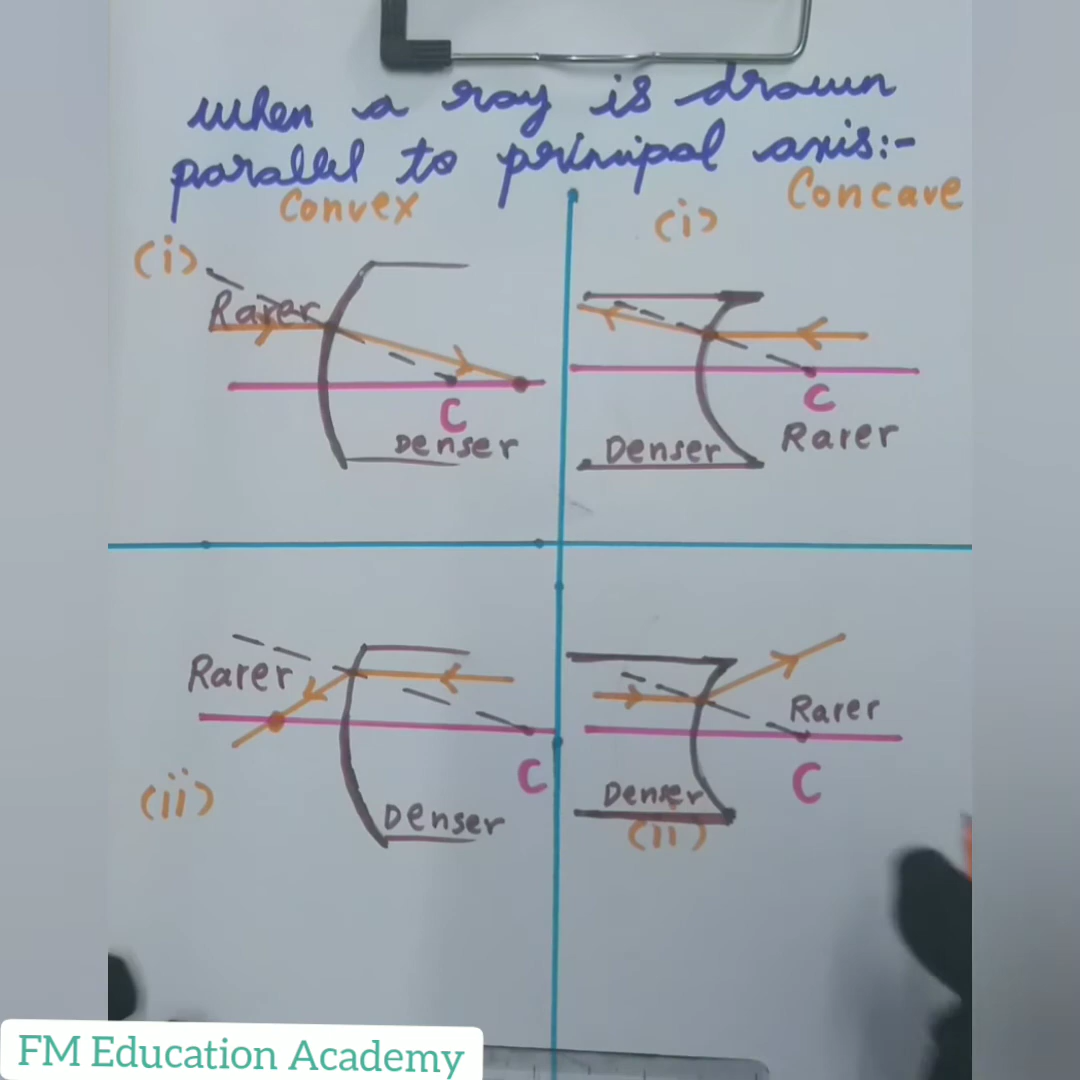 when a ray is drawn
parallel to principal axis:-
Convex
Concave
(i)
Rarer
C
Denser
(i)
C
Rarer
Denser
Rarer
C
(ii)
Denser
Rarer
C
Denser
(ii)
FM Education Academy